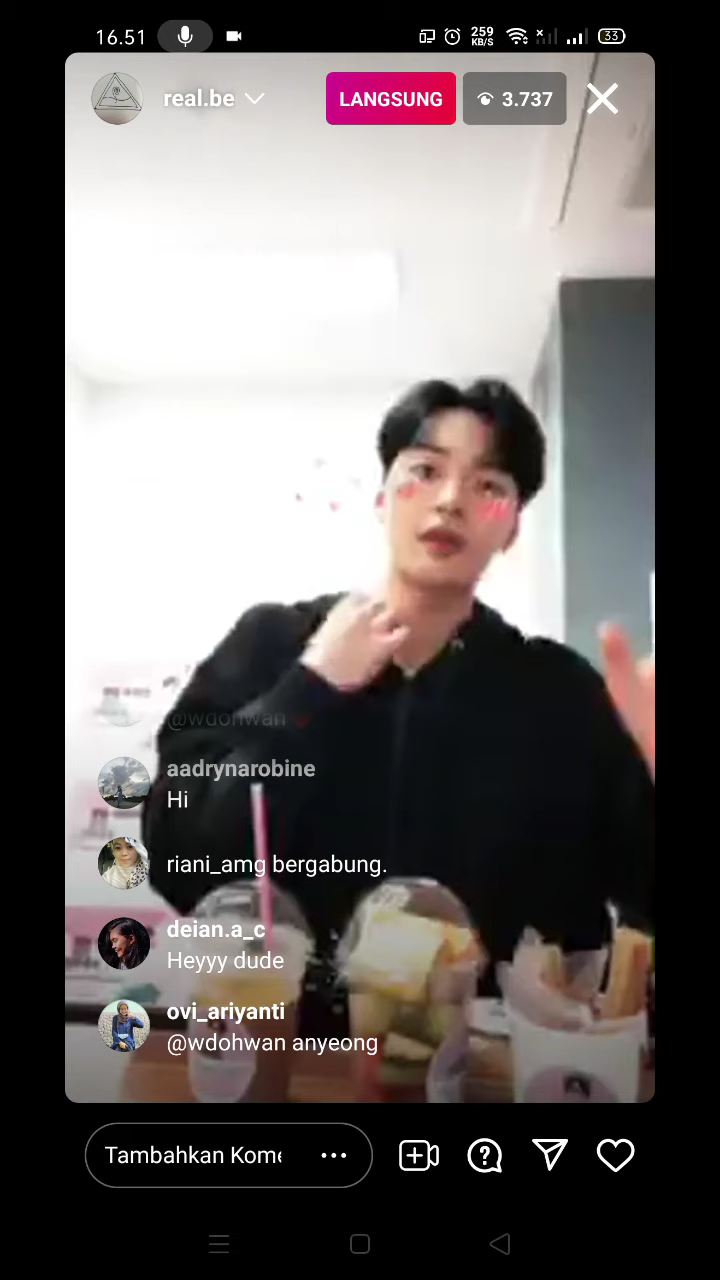 16.51
259
KB/S
33
real.be
LANGSUNG
3.737
@wdohwan
aadrynarobine
Hi
riani_amg bergabung.
deian.a_c
Heyyy dude
ovi_ariyanti
@wdohwan anyeong
Tambahkan Kome